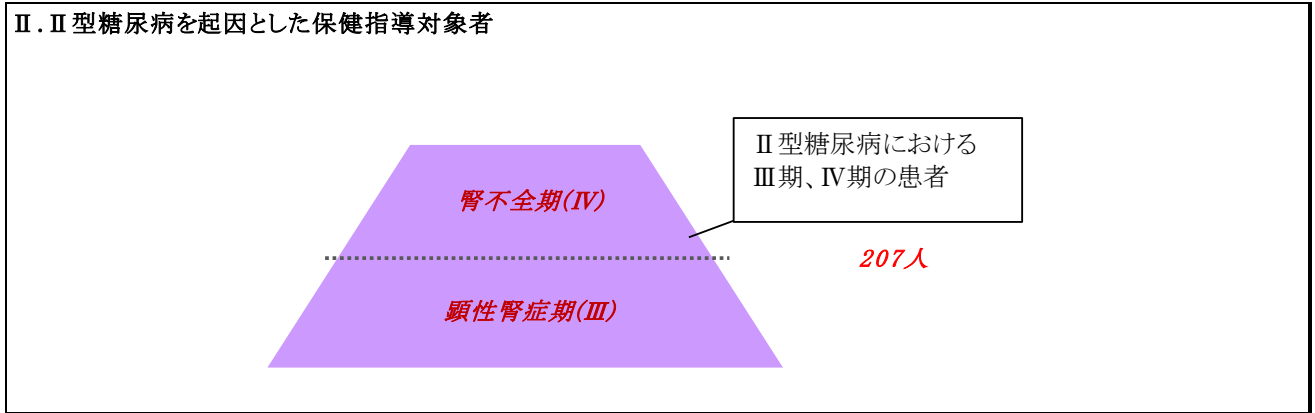 Ⅱ.Ⅱ型糖尿病を起因とした保健指導対象者
Ⅱ型糖尿病における
Ⅲ期、Ⅳ期の患者
腎不全期(Ⅳ)
207人
顕性腎症期(Ⅲ)